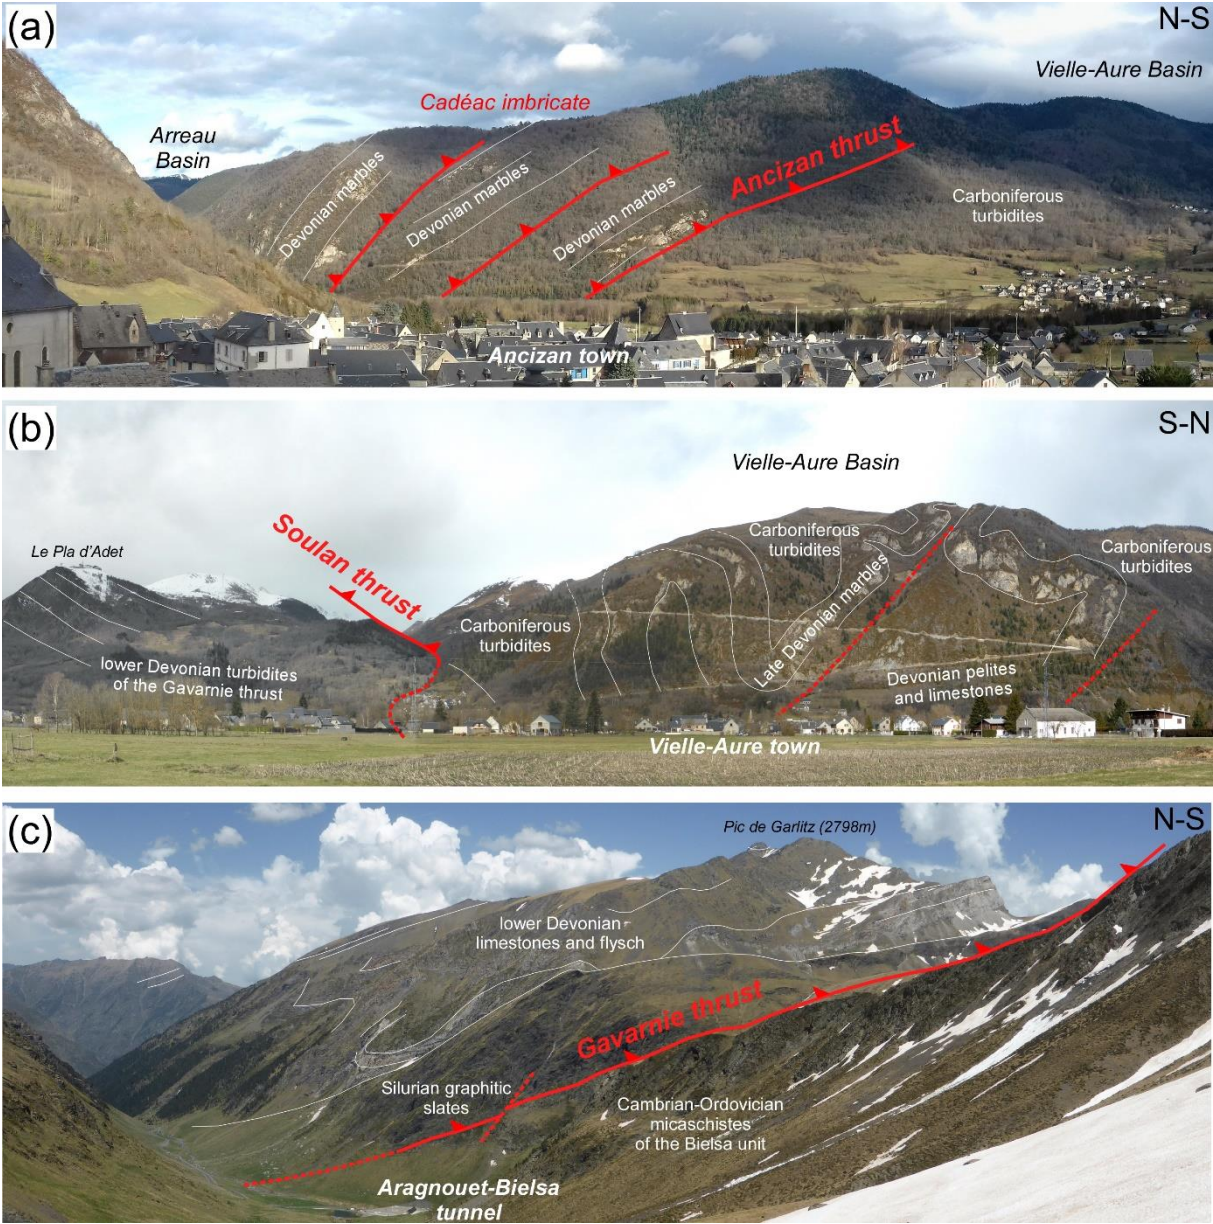 (a)
N-S
Vielle-Aure Basin
Cadéac imbricate
Arreau
Basin
Devonian marbles
Devonian marbles
Devonian marbles
Ancizan thrust
Carboniferous
turbidites
Ancizan town
(b)
S-N
Vielle-Aure Basin
Le Pla d'Adet
Soulan thrust
Carboniferous
turbidites
Carboniferous
turbidites
Carboniferous
turbidites
Late Devonian marbles
lower Devonian turbidites
of the Gavarnie thrust
Devonian pelites
and limestones
Vielle-Aure town
(c)
N-S
Pic de Garlitz (2798m)
lower Devonian
limestones and flysch
Gavarnie thrust
Silurian graphitic
slates
Cambrian-Ordovician
micaschistes
of the Bielsa unit
Aragnouet-Bielsa
tunnel